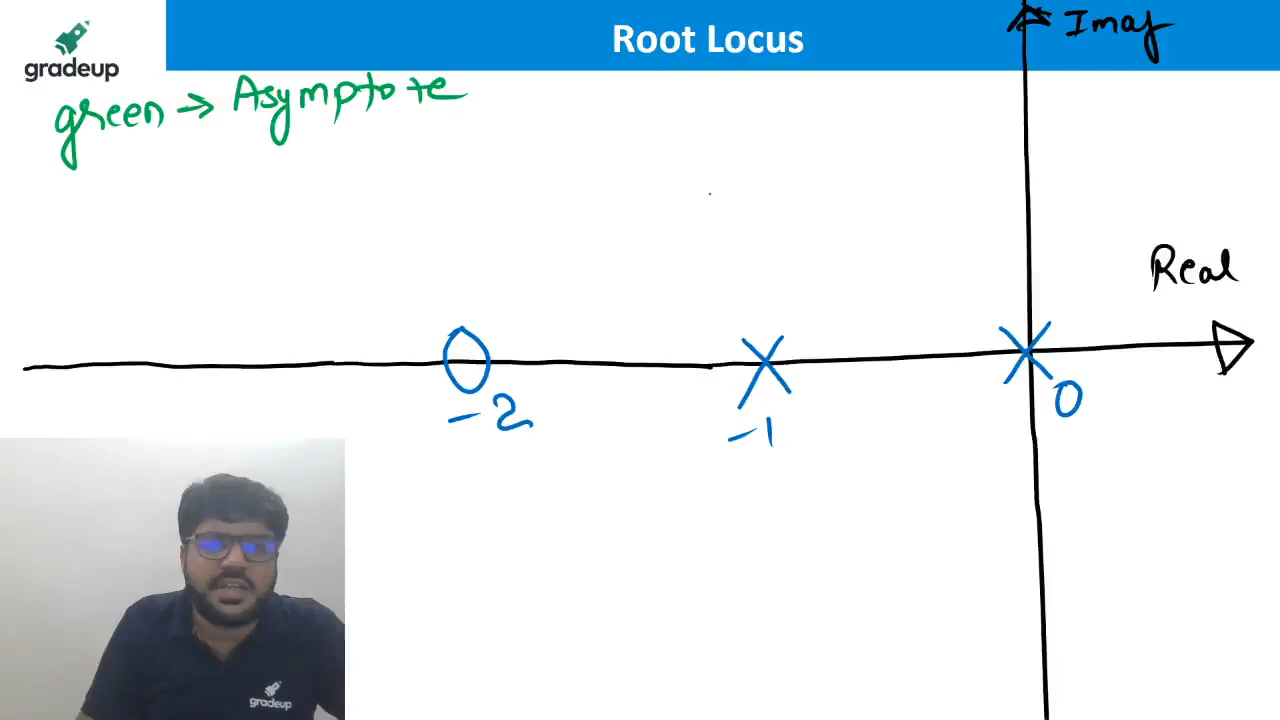 gradeup
Root Locus
Imag
green → Asymptote
Real
-2
-1
0
gradeup